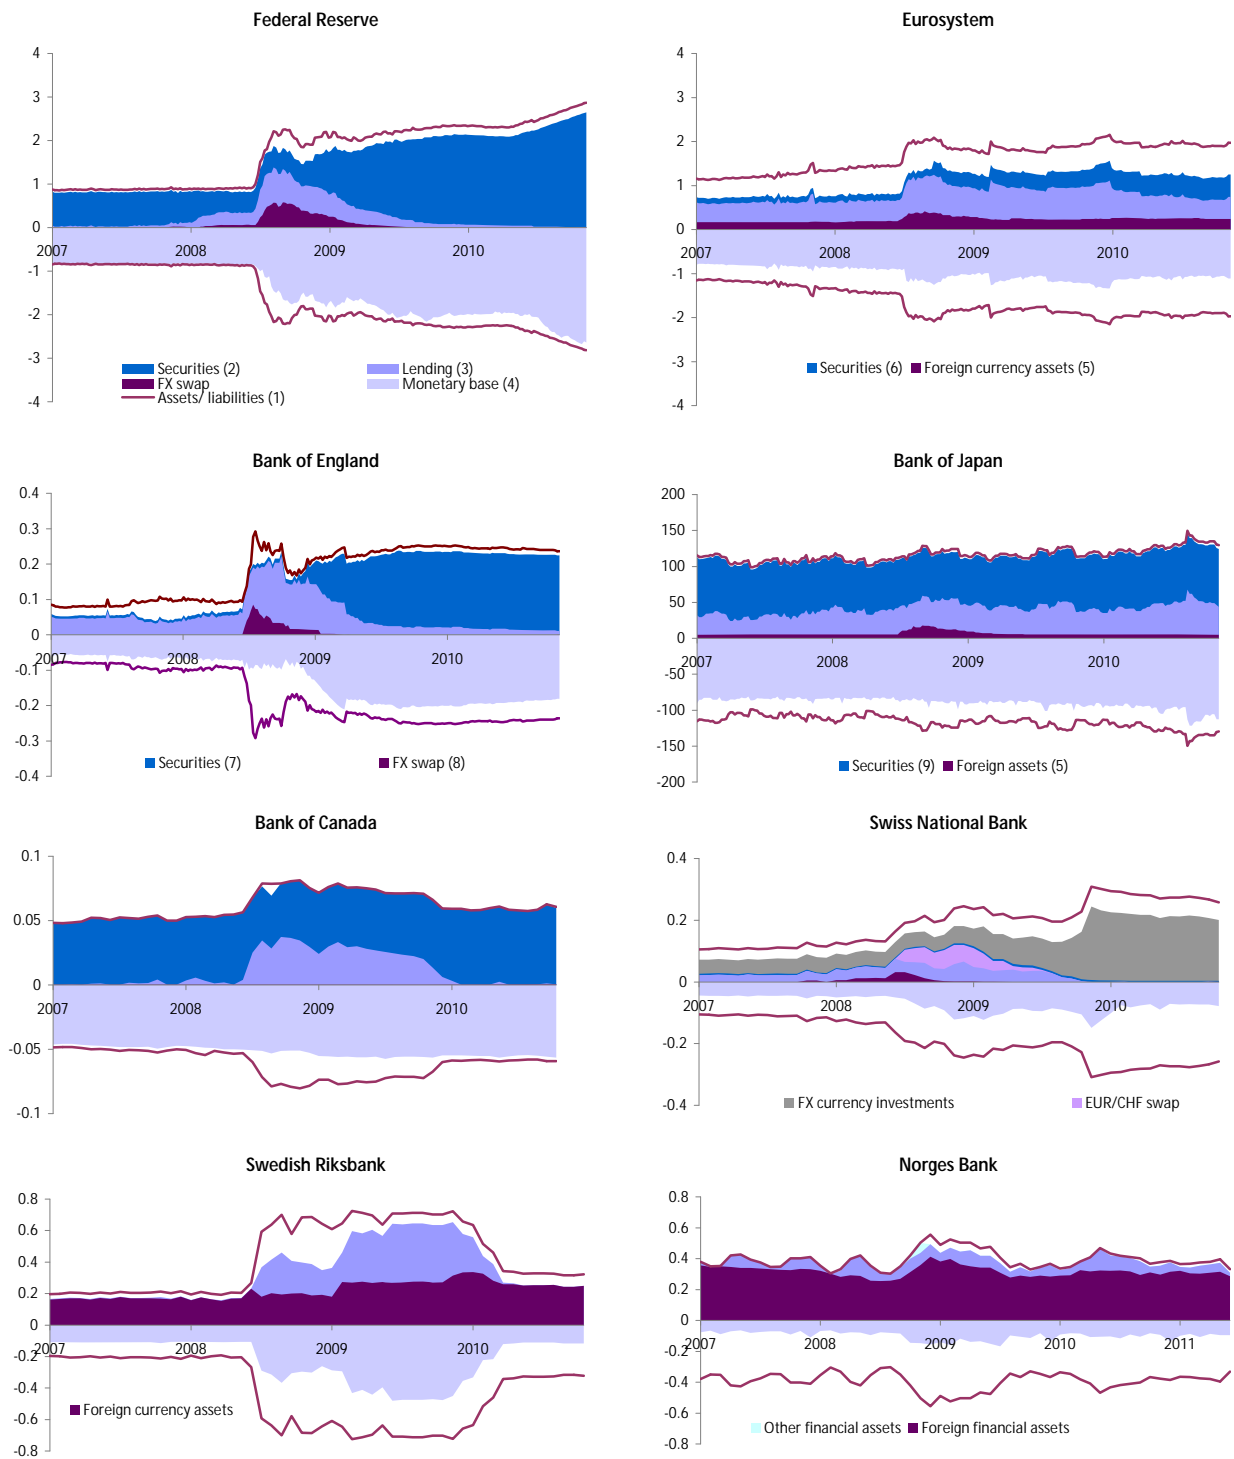 Federal Reserve
4
3
2
1
0
-1
-2
-3
-4
2007 2008 2009 2010
Securities (2) Lending (3)
FX swap Monetary base (4)
Assets/ liabilities (1)
Eurosystem
4
3
2
1
0
-1
-2
-3
-4
2007 2008 2009 2010
Securities (6) Foreign currency assets (5)
Bank of England
0.4
0.3
0.2
0.1
0
-0.1
-0.2
-0.3
-0.4
2007 2008 2009 2010
Securities (7) FX swap (8)
Bank of Japan
200
150
100
50
0
-50
-100
-150
-200
2007 2008 2009 2010
Securities (9) Foreign assets (5)
Bank of Canada
0.1
0.05
0
-0.05
-0.1
2007 2008 2009 2010
Swiss National Bank
0.4
0.2
0
-0.2
-0.4
2007 2008 2009 2010
FX currency investments EUR/CHF swap
Swedish Riksbank
0.8
0.6
0.4
0.2
0
-0.2
-0.4
-0.6
-0.8
2007 2008 2009 2010
Foreign currency assets
Norges Bank
0.8
0.6
0.4
0.2
0
-0.2
-0.4
-0.6
-0.8
2007 2008 2009 2010 2011
Other financial assets Foreign financial assets